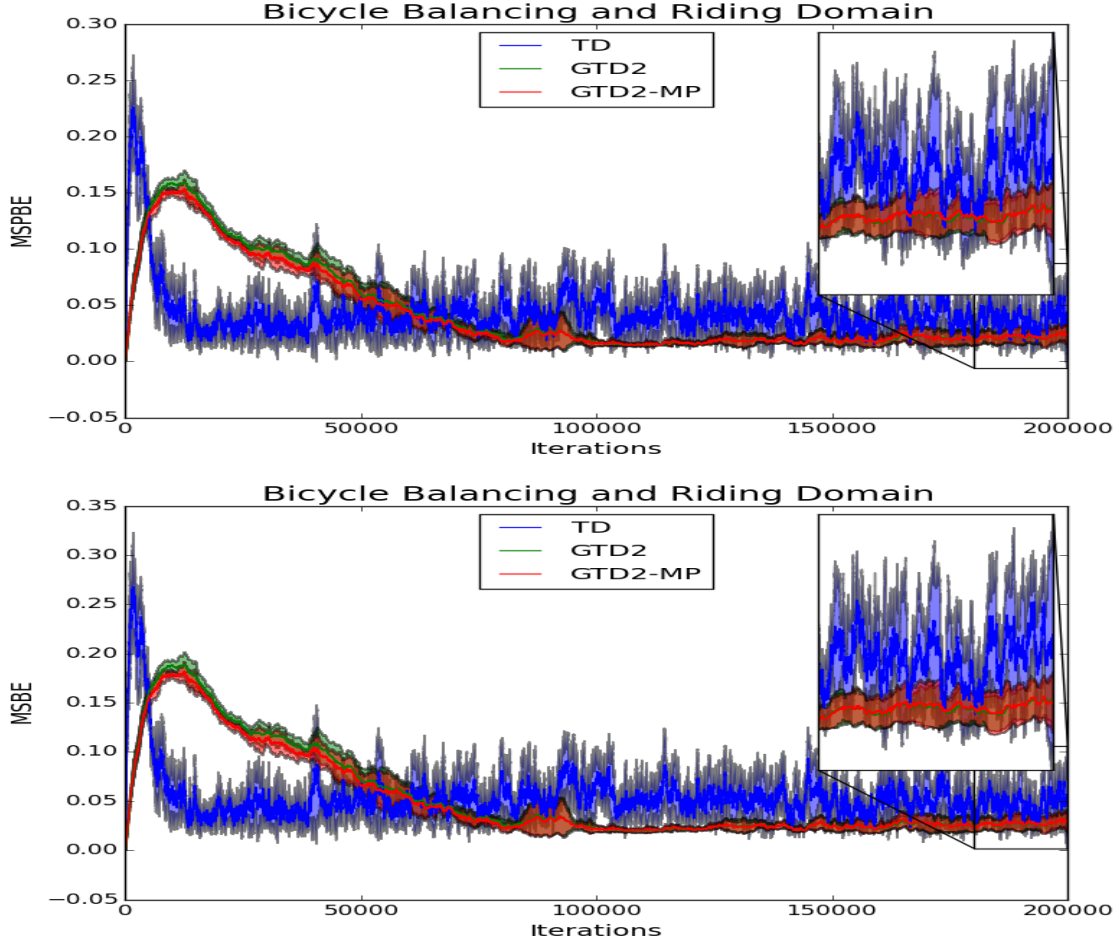 Bicycle Balancing and Riding Domain
0.30
0.25
0.20
0.15
0.10
0.05
0.00
−0.05
MSPBE
TD
GTD2
GTD2-MP
0
50000
100000
150000
200000
Iterations
Bicycle Balancing and Riding Domain
0.35
0.30
0.25
0.20
0.15
0.10
0.05
0.00
−0.05
MSBE
TD
GTD2
GTD2-MP
0
50000
100000
150000
200000
Iterations